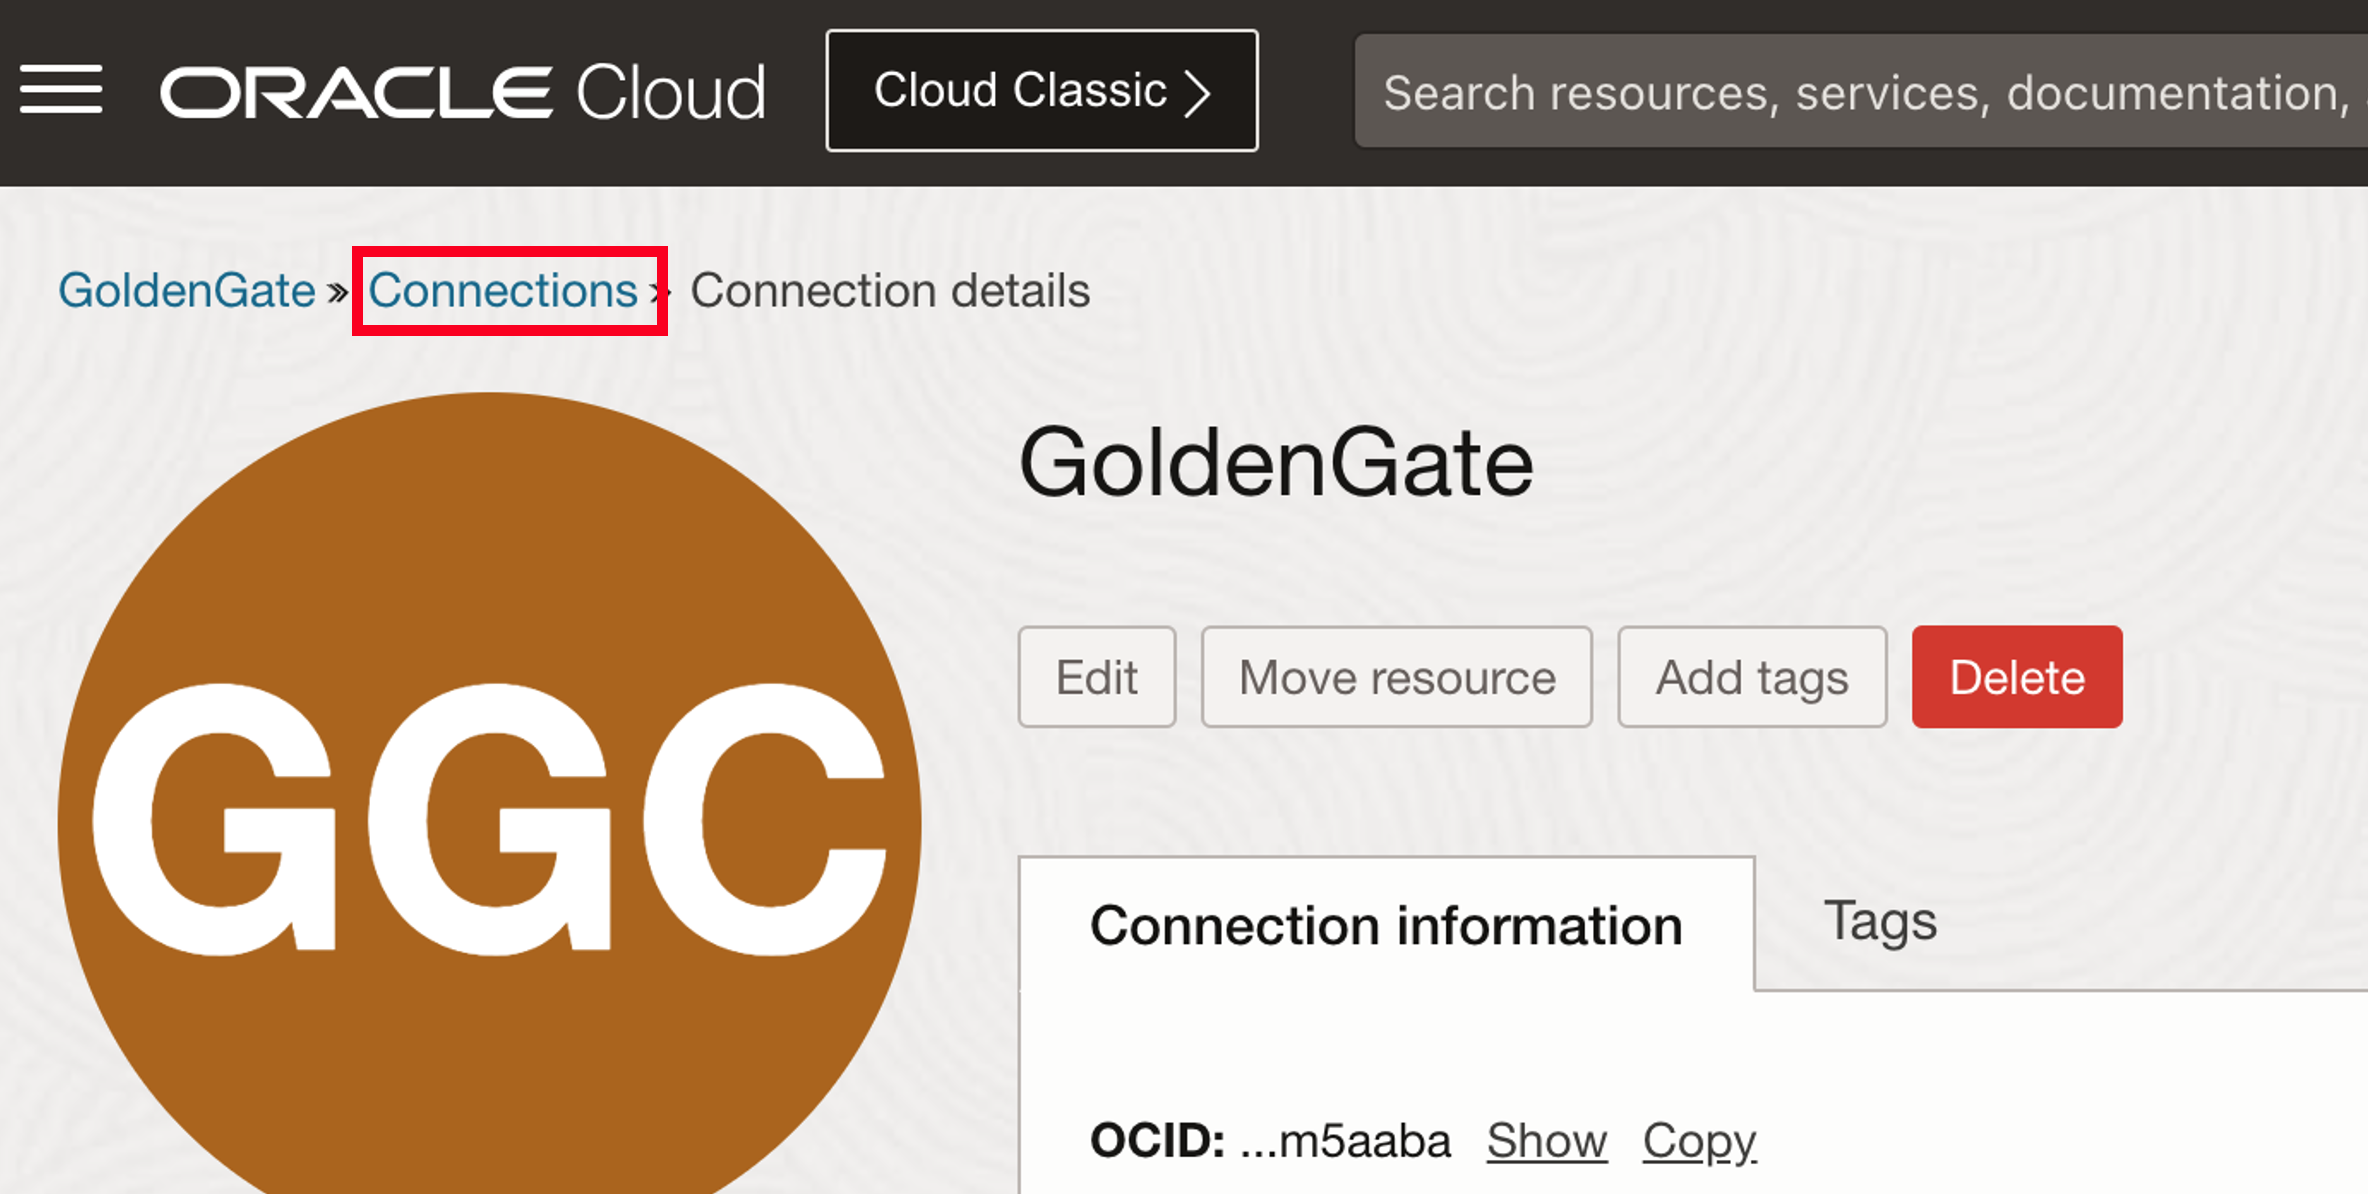 ORACLE Cloud
Cloud Classic >
Search resources, services, documentation,
GoldenGate » Connections » Connection details
GGC
GoldenGate
Edit
Move resource
Add tags
Delete
Connection information
Tags
OCID: ...m5aaba Show Copy